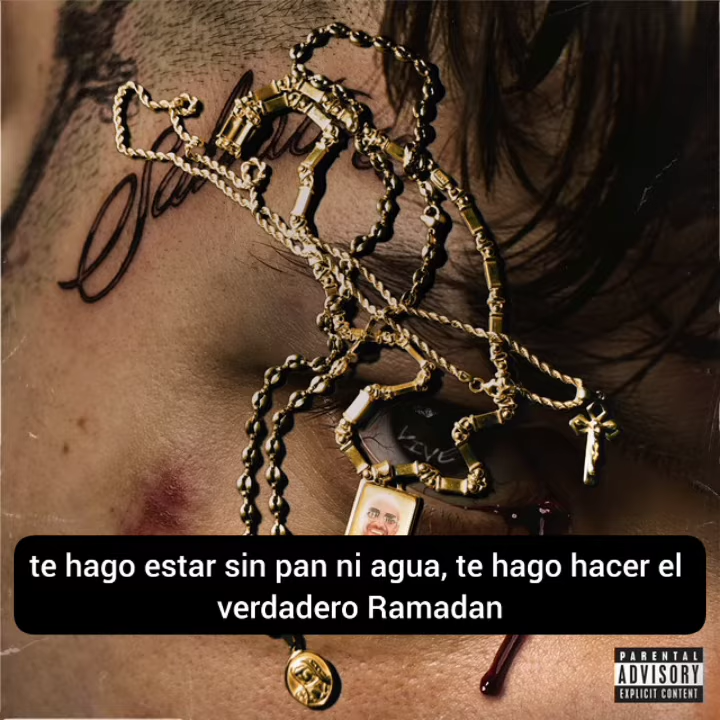 te hago estar sin pan ni agua, te hago hacer el
verdadero Ramadan
PARENTAL
ADVISORY
EXPLICIT CONTENT